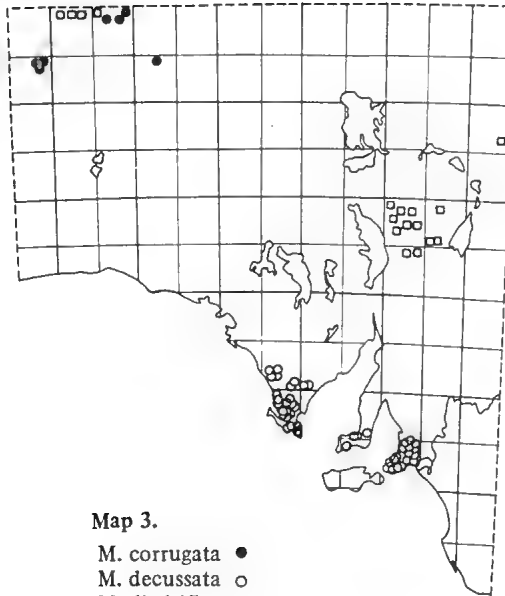 Map 3.
M. corrugata ●
M. decussata ○